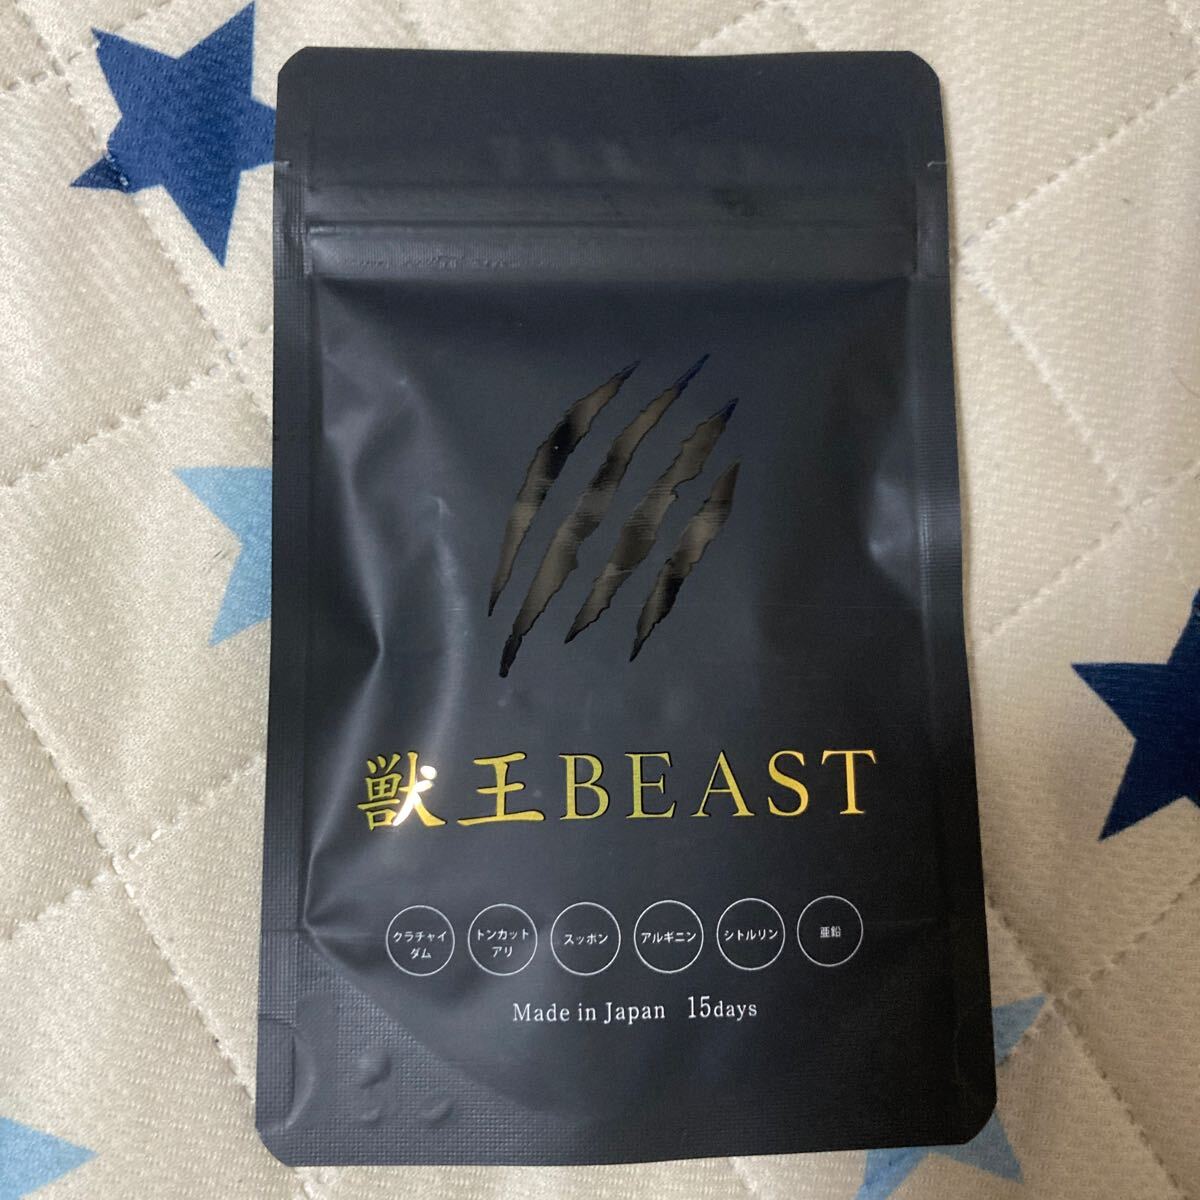 獣王BEAST
クラチャイ
ダム
トンカット
アリ
スッポン
アルギニン
シトルリン
亜鉛
Made in Japan 15days